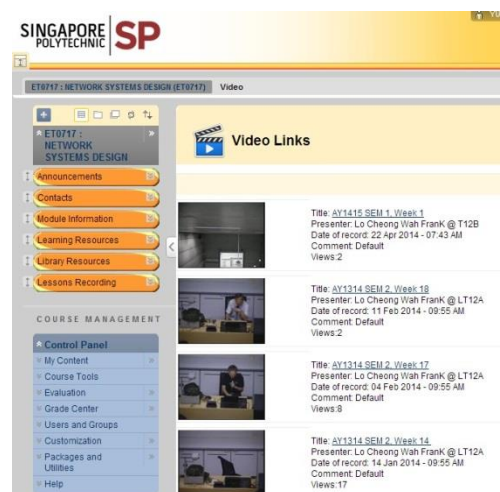 SINGAPORE
POLYTECHNIC
SP
ET0717 : NETWORK SYSTEMS DESIGN (ET0717) Video
ET0717 :
NETWORK
SYSTEMS DESIGN
Announcements
Contacts
Module Information
Learning Resources
Library Resources
Lessons Recording
COURSE MANAGEMENT
Control Panel
My Content
Course Tools
Evaluation
Grade Center
Users and Groups
Customization
Packages and
Utilities
Help
Video Links
Title: AY1415 SEM 1, Week 1
Presenter: Lo Cheong Wah FranK @ T12B
Date of record: 22 Apr 2014 - 07:43 AM
Comment: Default
Views:2
Title: AY1314 SEM 2, Week 18
Presenter: Lo Cheong Wah FranK @ LT12A
Date of record: 11 Feb 2014 - 09:55 AM
Comment: Default
Views:2
Title: AY1314 SEM 2, Week 17
Presenter: Lo Cheong Wah FranK @ LT12A
Date of record: 04 Feb 2014 - 09:55 AM
Comment: Default
Views:8
Title: AY1314 SEM 2, Week 14
Presenter: Lo Cheong Wah FranK @ LT12A
Date of record: 14 Jan 2014 - 09:55 AM
Comment: Default
Views:17